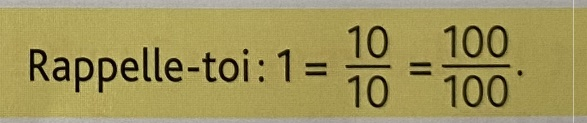 Rappelle-toi : 1 = 10/10 = 100/100.